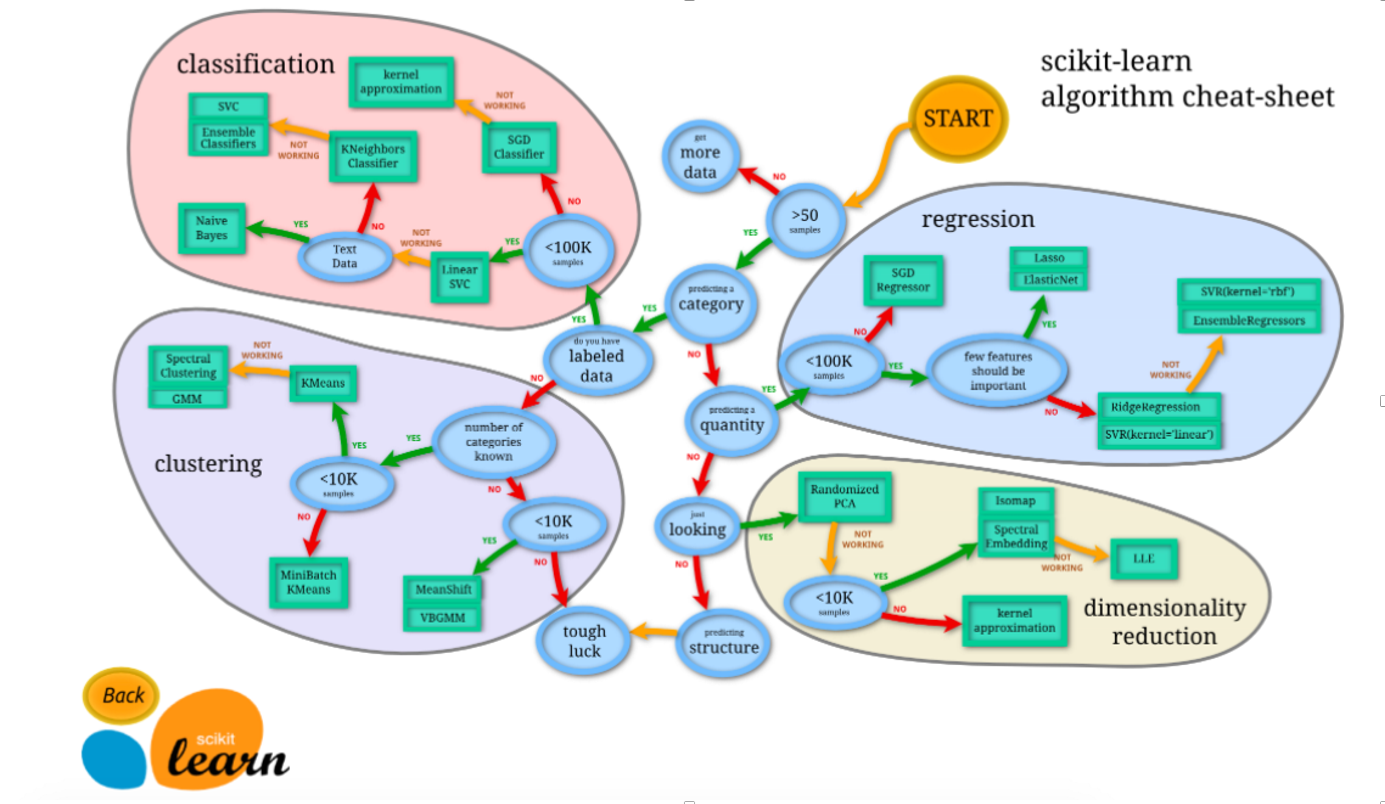 scikit-learn
algorithm cheat-sheet
START
get
more
data
NO
>50
samples
YES
predicting a
category
YES
NO
do you have
labeled
data
YES
NO
predicting a
quantity
YES
NO
just
looking
YES
NO
predicting
structure
tough
luck
classification
kernel
approximation
NOT
WORKING
SVC
Ensemble
Classifiers
NOT
WORKING
KNeighbors
Classifier
SGD
Classifier
NO
Naive
Bayes
YES
NO
Text
Data
NOT
WORKING
Linear
SVC
YES
<100K
samples
regression
SGD
Regressor
Lasso
ElasticNet
SVR(kernel='rbf')
EnsembleRegressors
NO
YES
<100K
samples
YES
few features
should be
important
NOT
WORKING
NO
RidgeRegression
SVR(kernel='linear')
clustering
Spectral
Clustering
GMM
NOT
WORKING
KMeans
YES
YES
number of
categories
known
<10K
samples
NO
NO
<10K
samples
YES
NO
MiniBatch
KMeans
MeanShift
VBGMM
dimensionality
reduction
Randomized
PCA
NOT
WORKING
Isomap
Spectral
Embedding
NOT
WORKING
LLE
YES
<10K
samples
NO
kernel
approximation
Back
scikit
learn